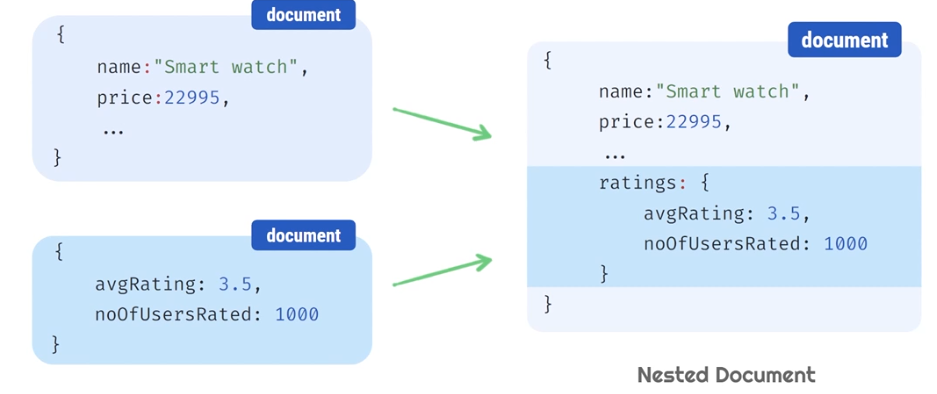 document
{
name:"Smart watch",
price:22995,
...
}
document
{
avgRating: 3.5,
noOfUsersRated: 1000
}
document
{
name:"Smart watch",
price:22995,
...
ratings: {
avgRating: 3.5,
noOfUsersRated: 1000
}
}
Nested Document